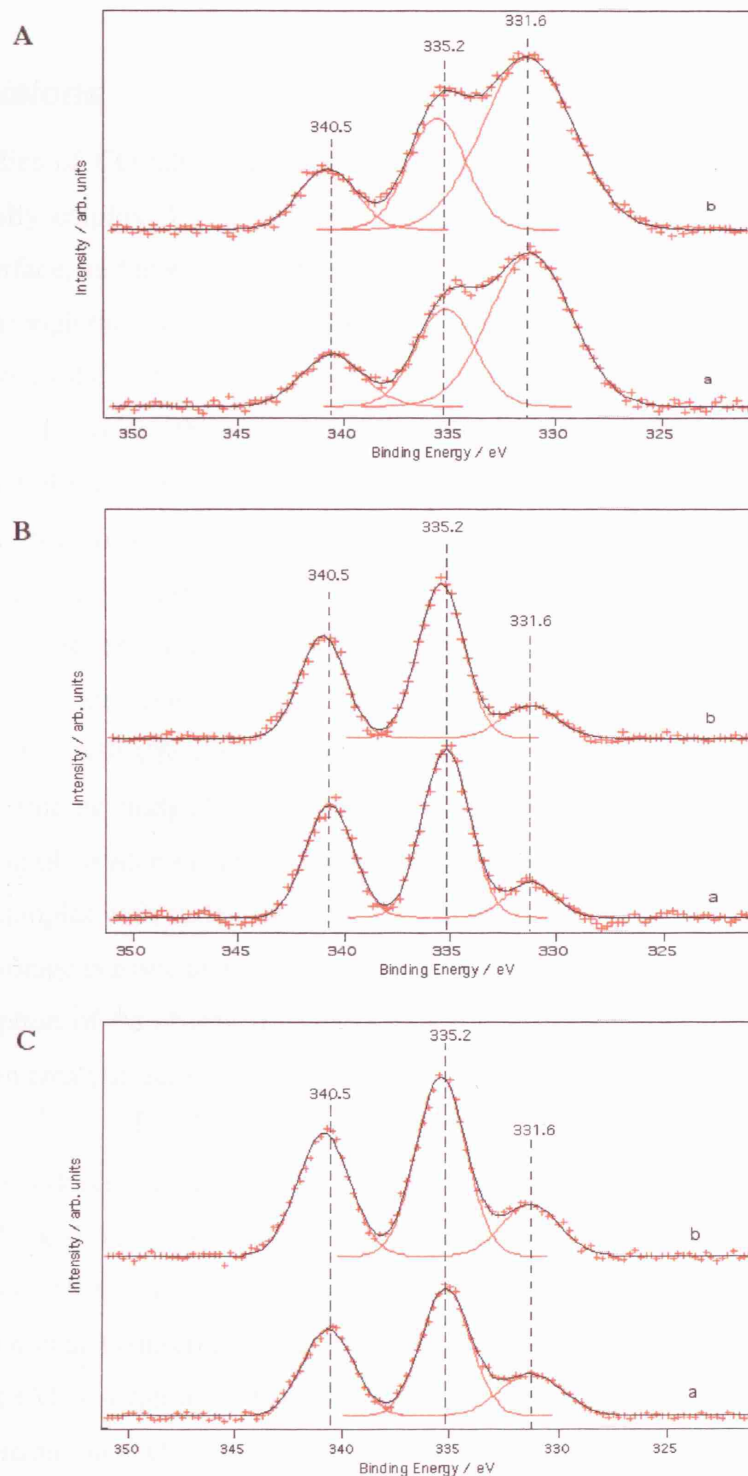 A
331.6
335.2
340.5
Intensity / arb. units
b
a
350 345 340 335 330 325
Binding Energy / eV
B
335.2
340.5
331.6
Intensity / arb. units
b
a
350 345 340 335 330 325
Binding Energy / eV
C
335.2
340.5
331.6
Intensity / arb. units
b
a
350 345 340 335 330 325
Binding Energy / eV